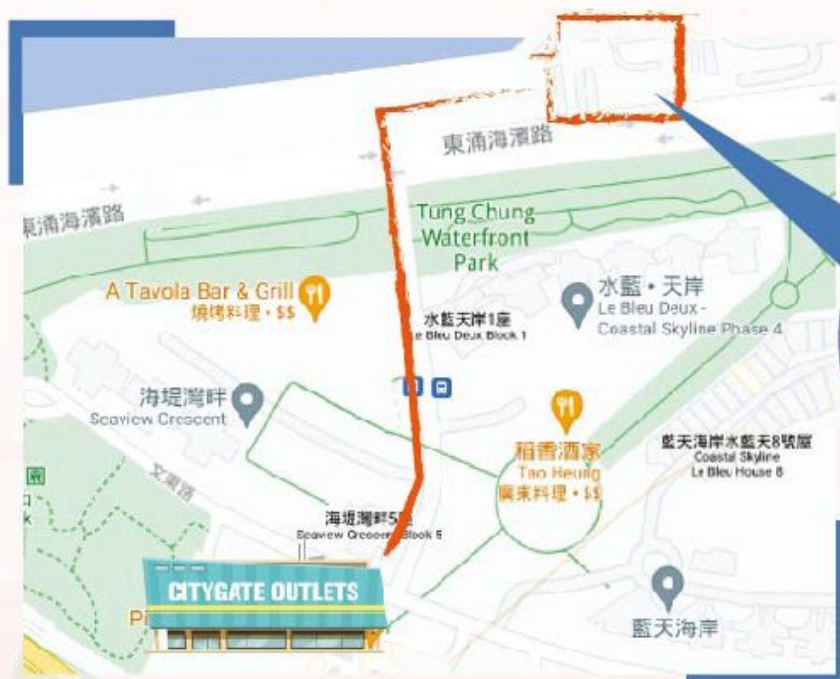 東涌海濱路
東涌海濱路
Tung Chung
Waterfront
Park
A Tavola Bar & Grill
燒烤料理・$$
水藍・天岸
Le Bleu Deux -
Coastal Skyline Phase 4
水藍天岸1座
Le Bleu Deux Block 1
海堤灣畔
Seaview Crescent
稻香酒家
Tao Heung
廣東料理・$$
藍天海岸水藍天8號屋
Coastal Skyline
Le Bleu House 8
文東路
海堤灣畔5座
Seaview Crescent Block 5
CITYGATE OUTLETS
Pi
藍天海岸